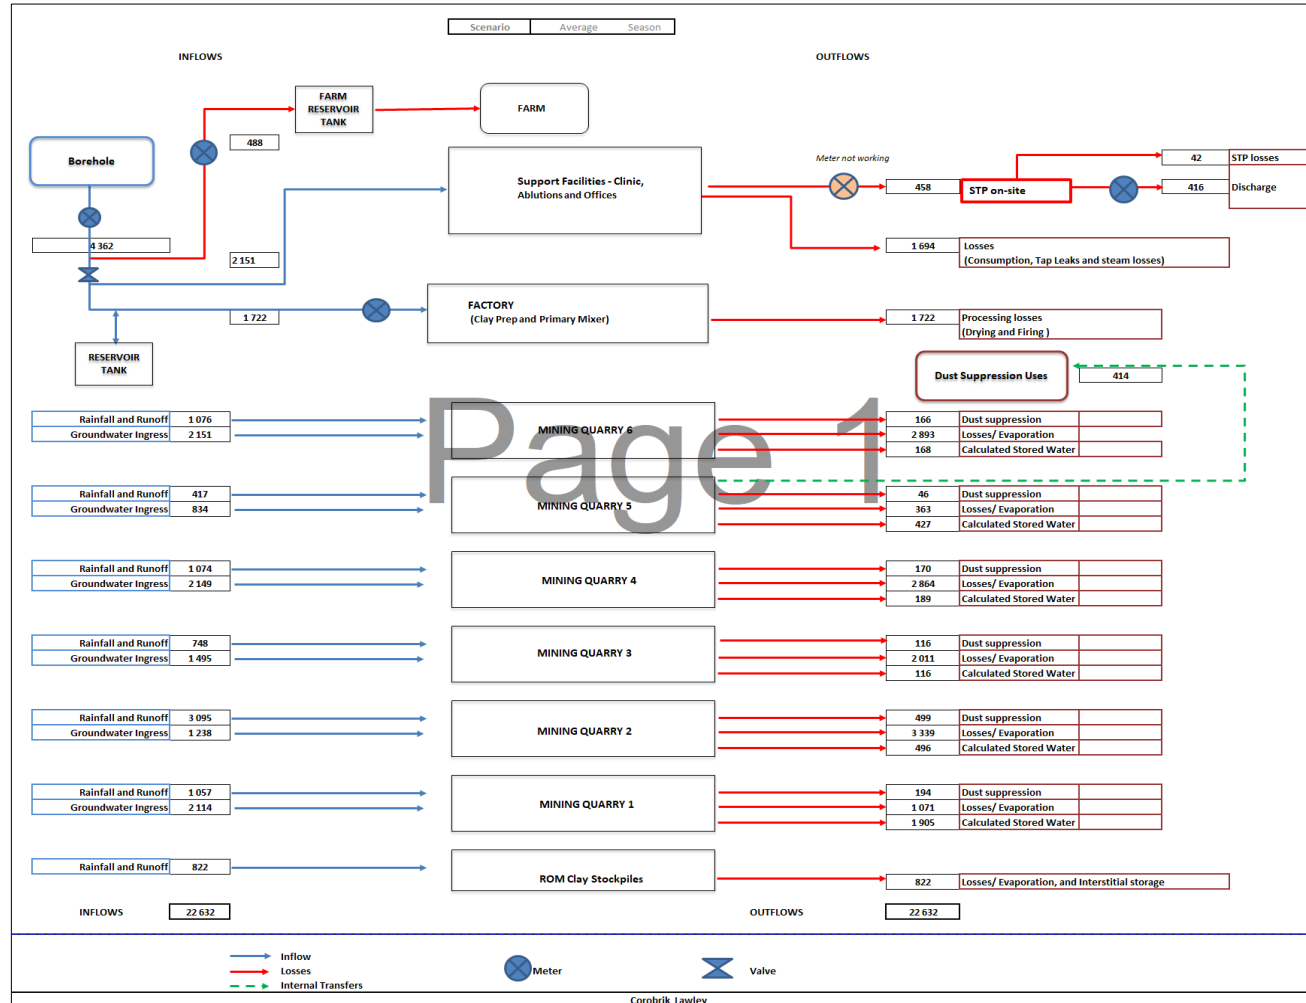 Scenario Average Season
INFLOWS OUTFLOWS
FARM
RESERVOIR
TANK
FARM
488
Borehole
Support Facilities - Clinic,
Ablutions and Offices
Meter not working
458
STP on-site
42 STP losses
416 Discharge
4 362
2 151
1 694 Losses
(Consumption, Tap Leaks and steam losses)
1 722
FACTORY
(Clay Prep and Primary Mixer)
1 722 Processing losses
(Drying and Firing )
RESERVOIR
TANK
Dust Suppression Uses
414
Page 1
Rainfall and Runoff 1 076
Groundwater Ingress 2 151
MINING QUARRY 6
166 Dust suppression
2 893 Losses/ Evaporation
168 Calculated Stored Water
Rainfall and Runoff 417
Groundwater Ingress 834
MINING QUARRY 5
46 Dust suppression
363 Losses/ Evaporation
427 Calculated Stored Water
Rainfall and Runoff 1 074
Groundwater Ingress 2 149
MINING QUARRY 4
170 Dust suppression
2 864 Losses/ Evaporation
189 Calculated Stored Water
Rainfall and Runoff 748
Groundwater Ingress 1 495
MINING QUARRY 3
116 Dust suppression
2 011 Losses/ Evaporation
116 Calculated Stored Water
Rainfall and Runoff 3 095
Groundwater Ingress 1 238
MINING QUARRY 2
499 Dust suppression
3 339 Losses/ Evaporation
496 Calculated Stored Water
Rainfall and Runoff 1 057
Groundwater Ingress 2 114
MINING QUARRY 1
194 Dust suppression
1 071 Losses/ Evaporation
1 905 Calculated Stored Water
Rainfall and Runoff 822
ROM Clay Stockpiles
822 Losses/ Evaporation, and Interstitial storage
INFLOWS 22 632
OUTFLOWS 22 632
Inflow
Losses
Internal Transfers
Meter
Valve
Corobrik Lawley